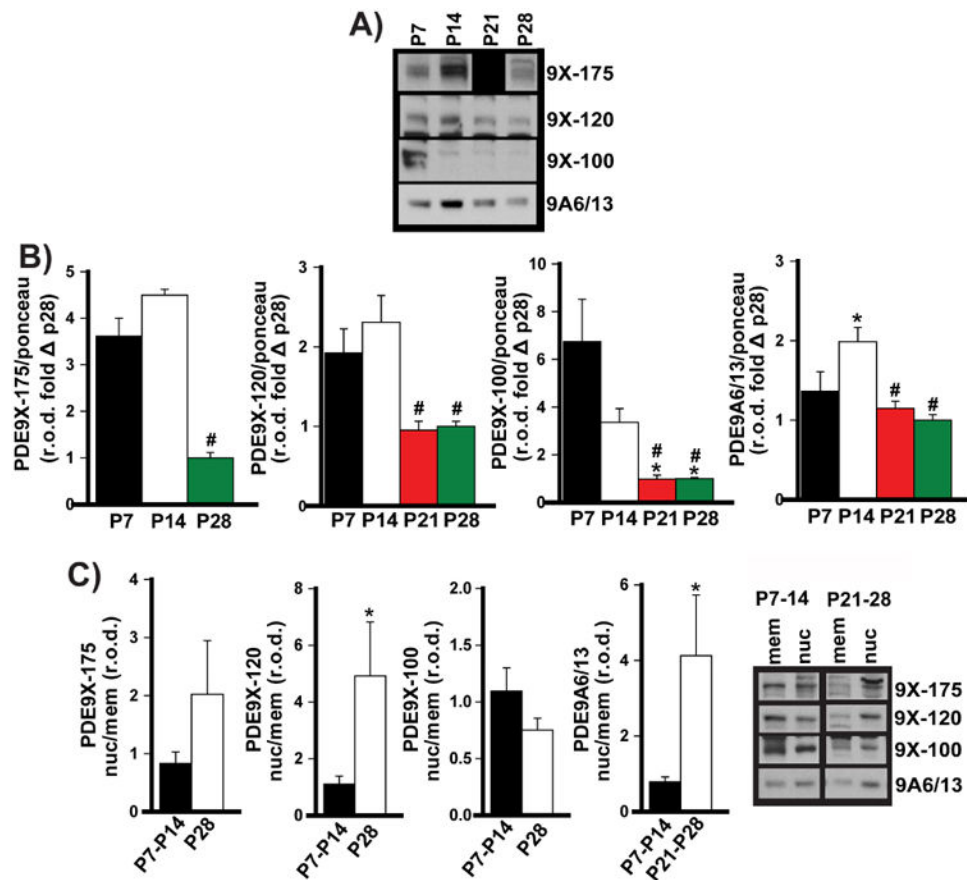 A)
P7 P14 P21 P28
9X-175
9X-120
9X-100
9A6/13
B)
PDE9X-175/ponceau
(r.o.d. fold Δ p28)
5
4
3
2
1
0
#
P7 P14 P28
PDE9X-120/ponceau
(r.o.d. fold Δ p28)
3
2
1
0
# #
P7 P14 P21 P28
PDE9X-100/ponceau
(r.o.d. fold Δ p28)
10
8
6
4
2
0
# #
* *
P7 P14 P21 P28
PDE9A6/13/ponceau
(r.o.d. fold Δ p28)
3
2
1
0
*
# #
P7 P14 P21 P28
C)
PDE9X-175
nuc/mem (r.o.d.)
4
3
2
1
0
P7-P14 P28
PDE9X-120
nuc/mem (r.o.d.)
8
6
4
2
0
*
P7-P14 P28
PDE9X-100
nuc/mem (r.o.d.)
2.0
1.5
1.0
0.5
0.0
P7-P14 P28
PDE9A6/13
nuc/mem (r.o.d.)
6
4
2
0
*
P7-P14 P21-P28
P7-14 P21-28
mem nuc mem nuc
9X-175
9X-120
9X-100
9A6/13